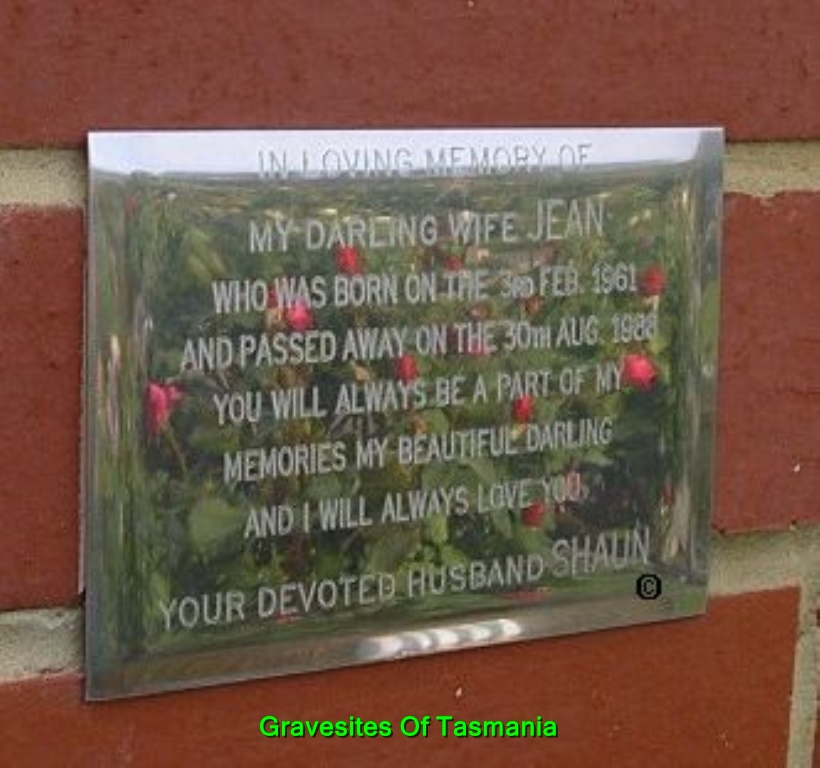 IN LOVING MEMORY OF
MY DARLING WIFE JEAN
WHO WAS BORN ON THE 3RD FEB. 1961
AND PASSED AWAY ON THE 30TH AUG. 1988
YOU WILL ALWAYS BE A PART OF MY
MEMORIES MY BEAUTIFUL DARLING
AND I WILL ALWAYS LOVE YOU.
YOUR DEVOTED HUSBAND SHAUN
©
Gravesites Of Tasmania